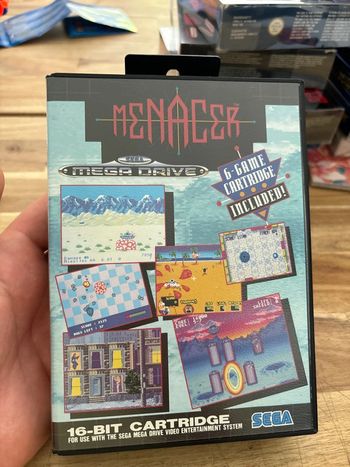 MENACER
SEGA
MEGA DRIVE
6-GAME
CARTRIDGE
INCLUDED!
16-BIT CARTRIDGE
FOR USE WITH THE SEGA MEGA DRIVE VIDEO ENTERTAINMENT SYSTEM
SEGA